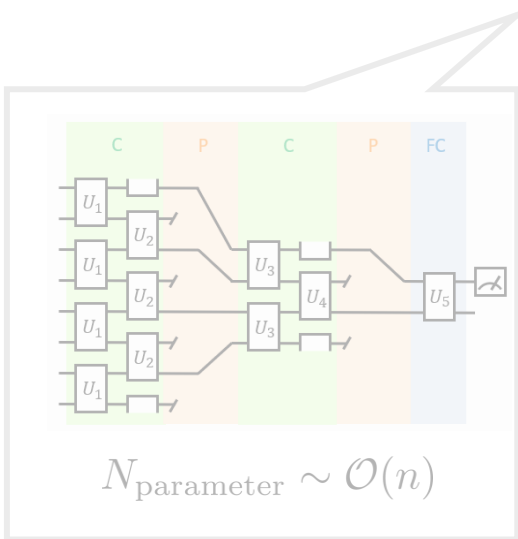 C P C P FC
U₁
U₂
U₁
U₃
U₂
U₄
U₅
U₁
U₃
U₂
U₁
N_parameter ∼ 𝒪(n)